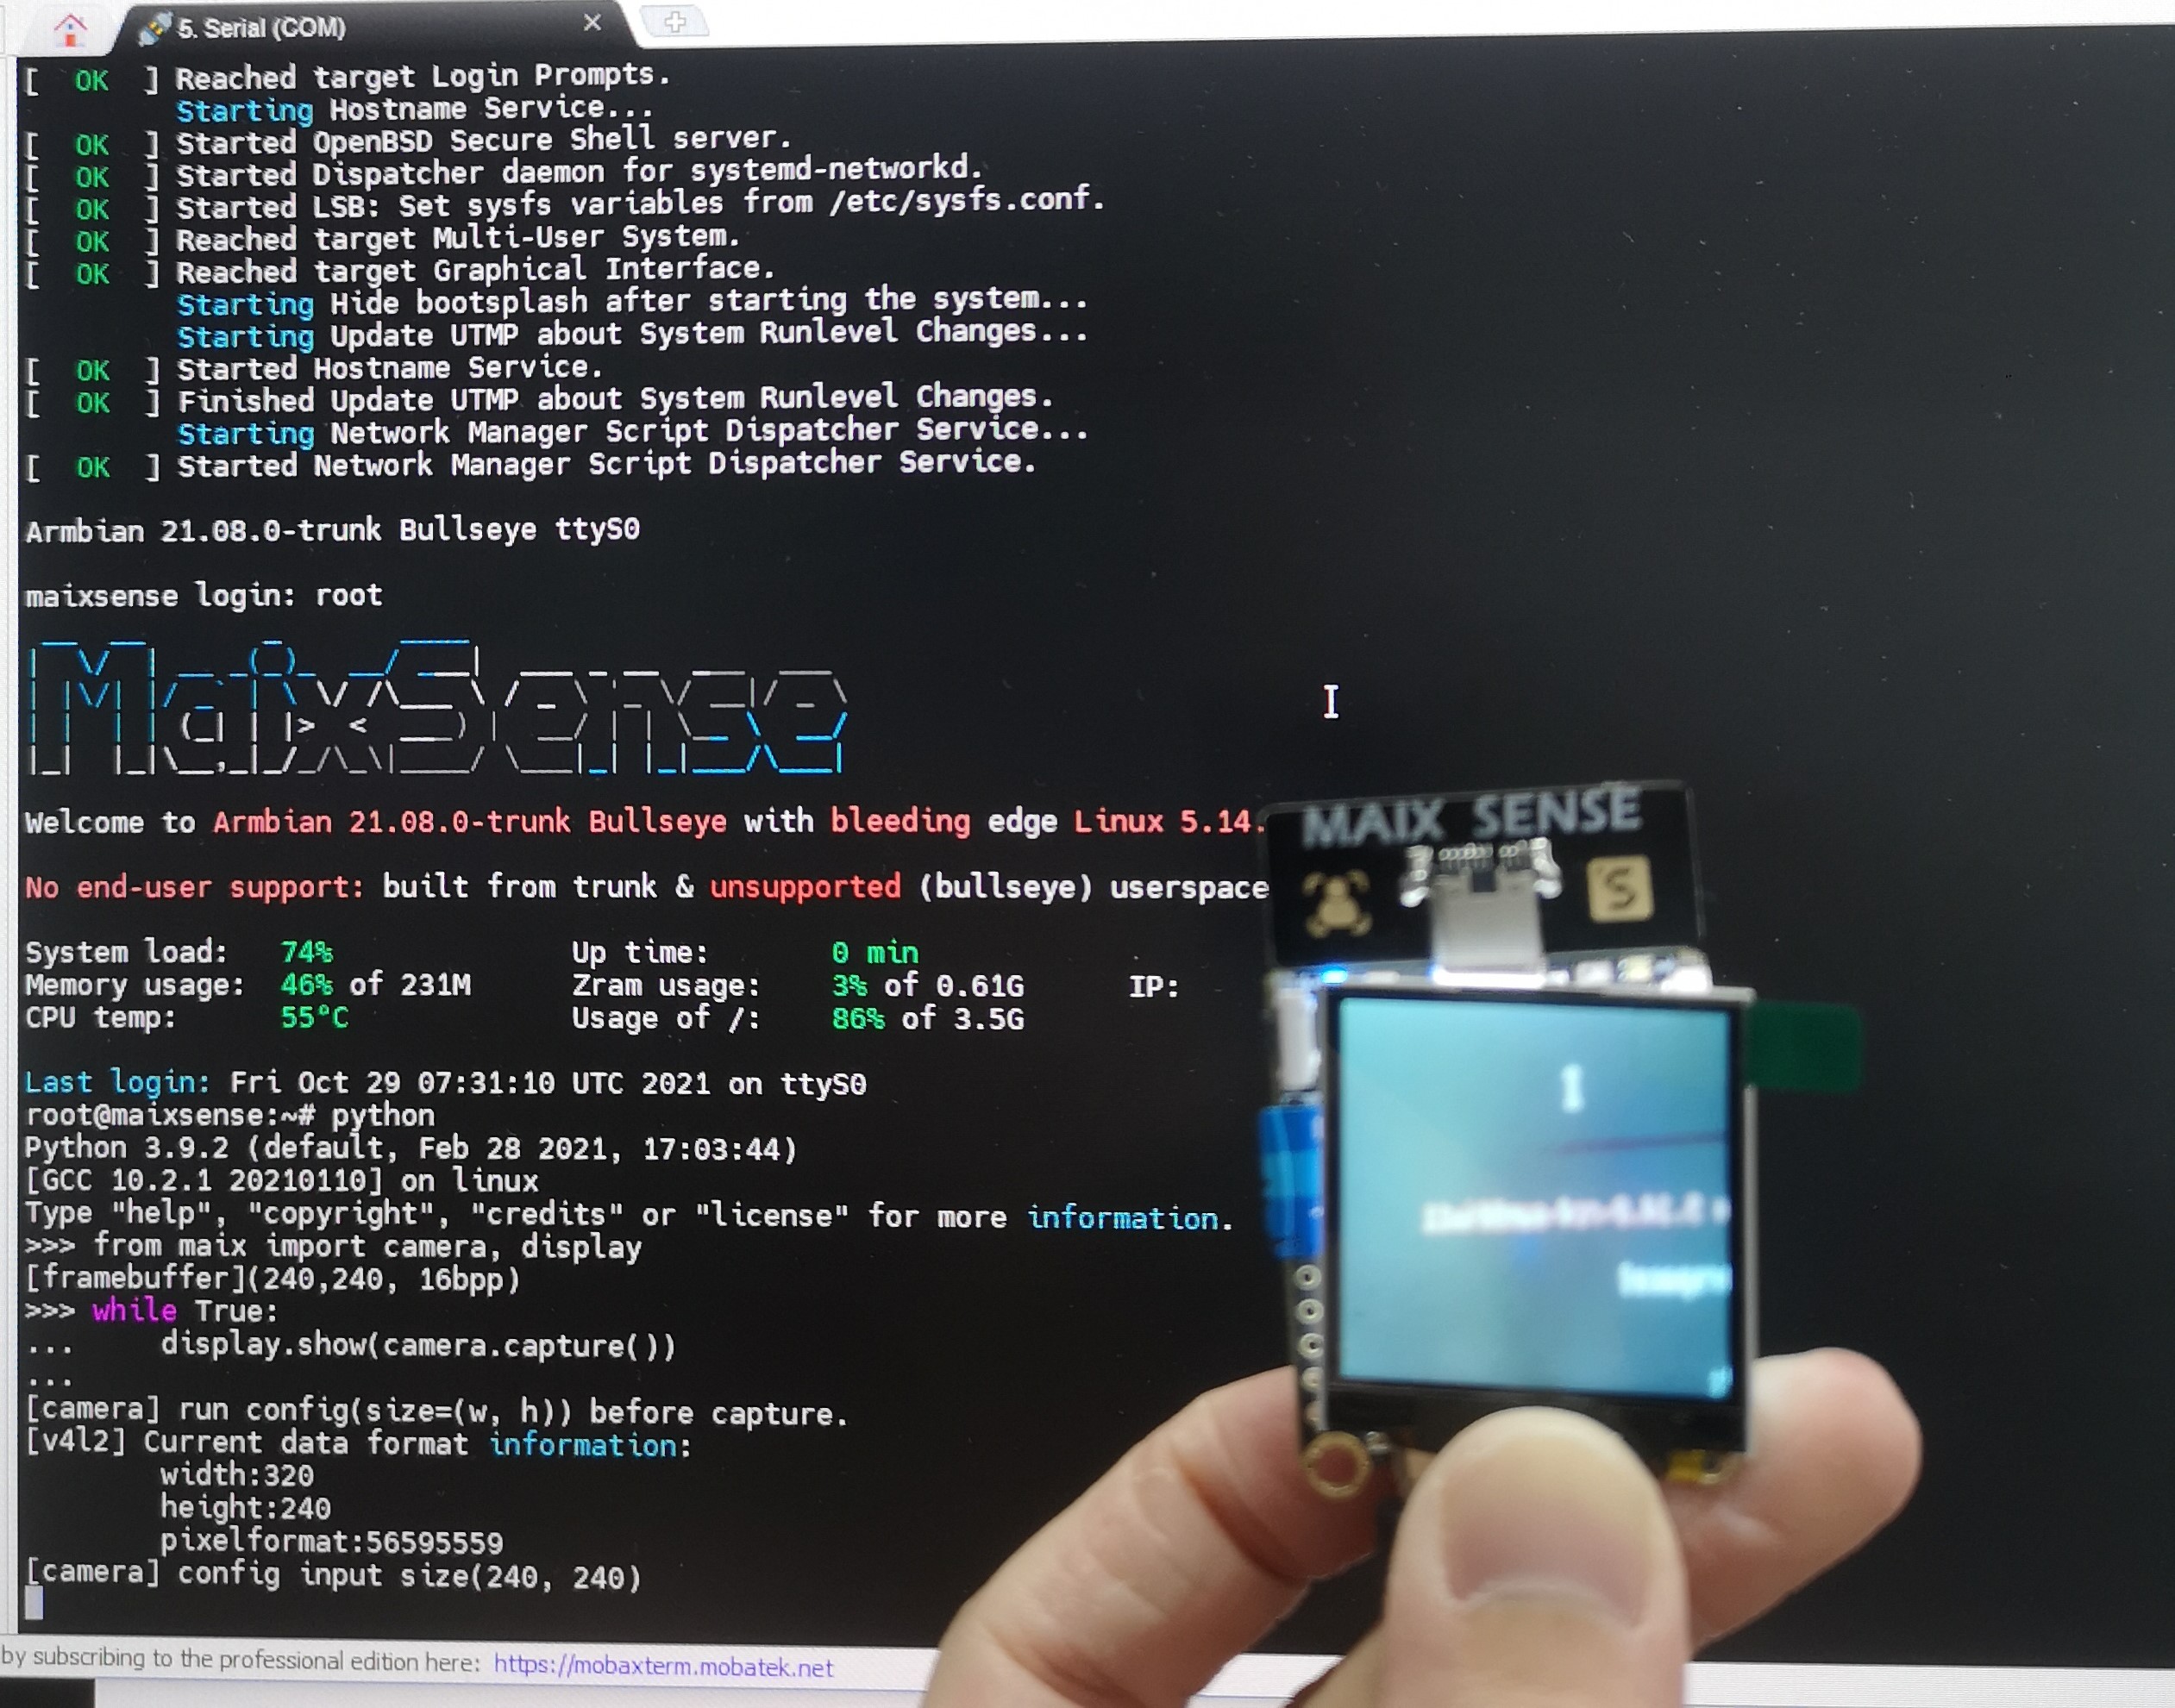 5. Serial (COM)
[  OK  ] Reached target Login Prompts.
         Starting Hostname Service...
[  OK  ] Started OpenBSD Secure Shell server.
[  OK  ] Started Dispatcher daemon for systemd-networkd.
[  OK  ] Started LSB: Set sysfs variables from /etc/sysfs.conf.
[  OK  ] Reached target Multi-User System.
[  OK  ] Reached target Graphical Interface.
         Starting Hide bootsplash after starting the system...
         Starting Update UTMP about System Runlevel Changes...
[  OK  ] Started Hostname Service.
[  OK  ] Finished Update UTMP about System Runlevel Changes.
         Starting Network Manager Script Dispatcher Service...
[  OK  ] Started Network Manager Script Dispatcher Service.
Armbian 21.08.0-trunk Bullseye ttyS0
maixsense login: root
MaixSense
Welcome to Armbian 21.08.0-trunk Bullseye with bleeding edge Linux 5.14.
No end-user support: built from trunk & unsupported (bullseye) userspace
System load:   74%              Up time:       0 min
Memory usage:  46% of 231M      Zram usage:    3% of 0.61G      IP:
CPU temp:      55°C             Usage of /:    86% of 3.5G
Last login: Fri Oct 29 07:31:10 UTC 2021 on ttyS0
root@maixsense:~# python
Python 3.9.2 (default, Feb 28 2021, 17:03:44)
[GCC 10.2.1 20210110] on linux
Type "help", "copyright", "credits" or "license" for more information.
>>> from maix import camera, display
[framebuffer](240,240, 16bpp)
>>> while True:
...     display.show(camera.capture())
...
[camera] run config(size=(w, h)) before capture.
[v4l2] Current data format information:
        width:320
        height:240
        pixelformat:56595559
[camera] config input size(240, 240)
by subscribing to the professional edition here: https://mobaxterm.mobatek.net
MAIX SENSE
S